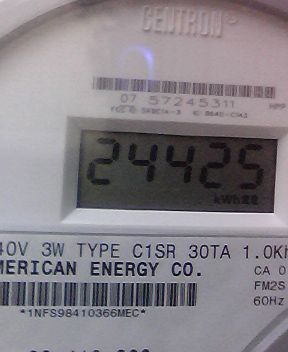 CENTRON
07 57245311
24425
kWh
40V 3W TYPE C1SR 30TA 1.0Kh
MERICAN ENERGY CO.
CA 0
FM2S
60Hz
*1NFS98410366MEC*